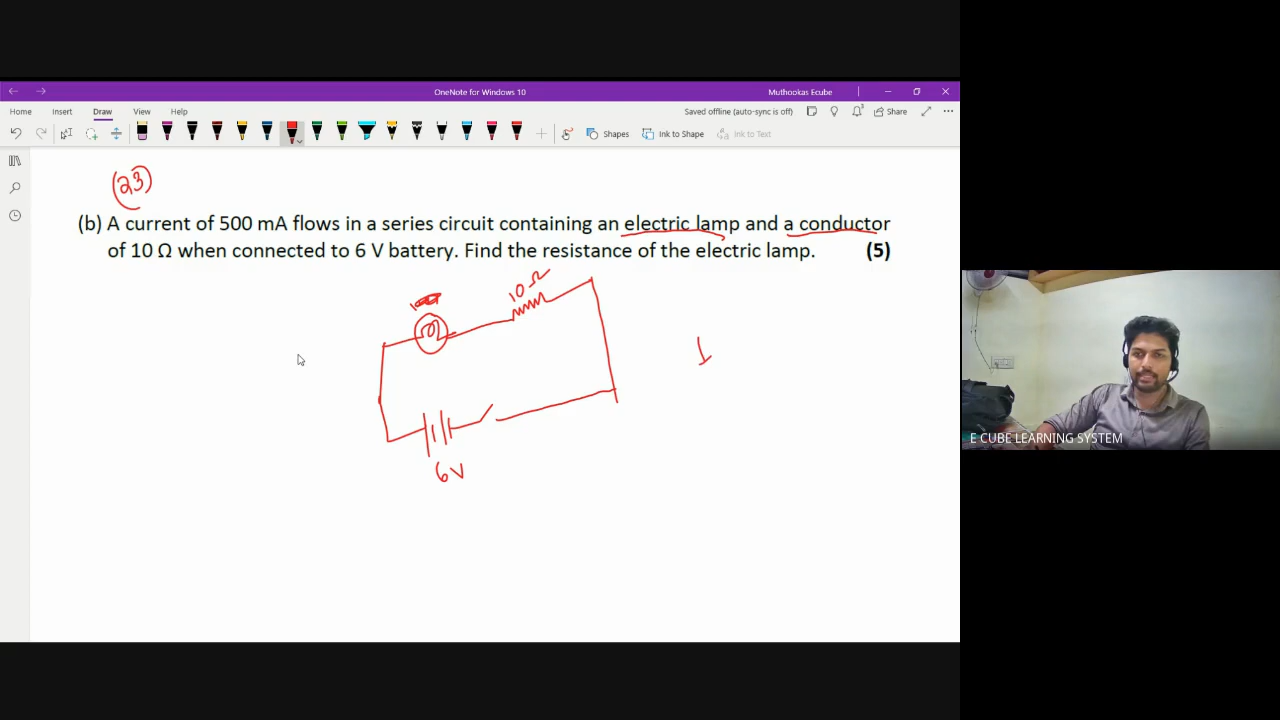 OneNote for Windows 10
Muthookas Ecube
Home Insert Draw View Help
Saved offline (auto-sync is off)
Share
Shapes
Ink to Shape
Ink to Text
(23)
(b) A current of 500 mA flows in a series circuit containing an electric lamp and a conductor
of 10 Ω when connected to 6 V battery. Find the resistance of the electric lamp. (5)
10 Ω
I
6V
E CUBE LEARNING SYSTEM